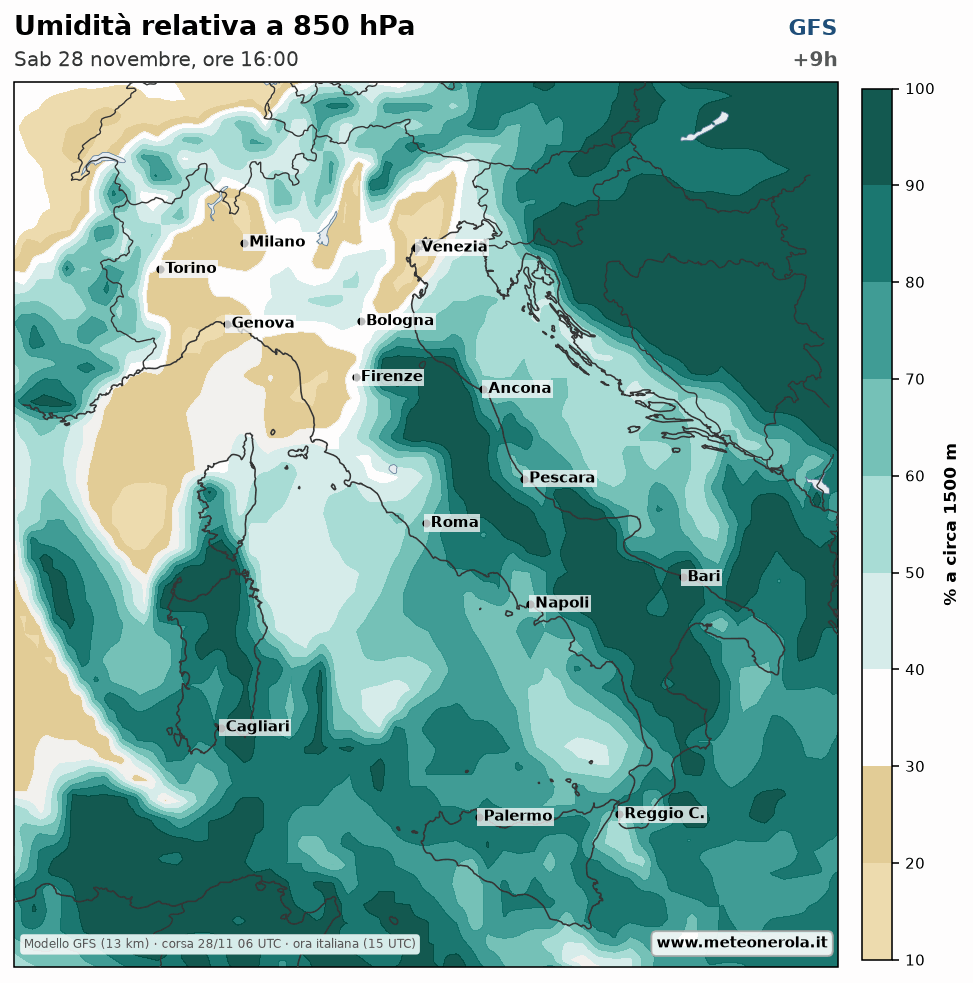 Umidità relativa a 850 hPa
GFS
Sab 28 novembre, ore 16:00
+9h
100
90
80
70
60
50
40
30
20
10
% a circa 1500 m
Milano
Venezia
Torino
Genova
Bologna
Firenze
Ancona
Pescara
Roma
Bari
Napoli
Cagliari
Palermo
Reggio C.
Modello GFS (13 km) · corsa 28/11 06 UTC · ora italiana (15 UTC)
www.meteonerola.it